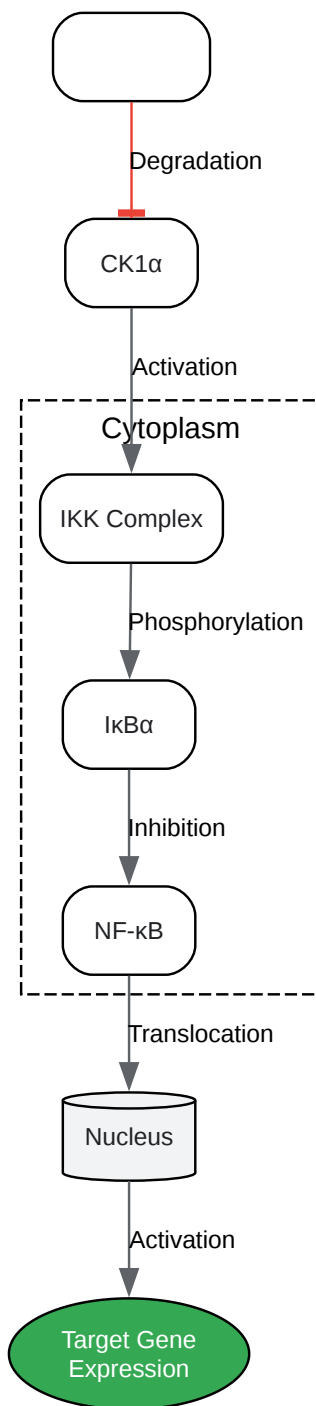 Degradation
CK1α
Activation
Cytoplasm
IKK Complex
Phosphorylation
IκBα
Inhibition
NF-κB
Translocation
Nucleus
Activation
Target Gene
Expression